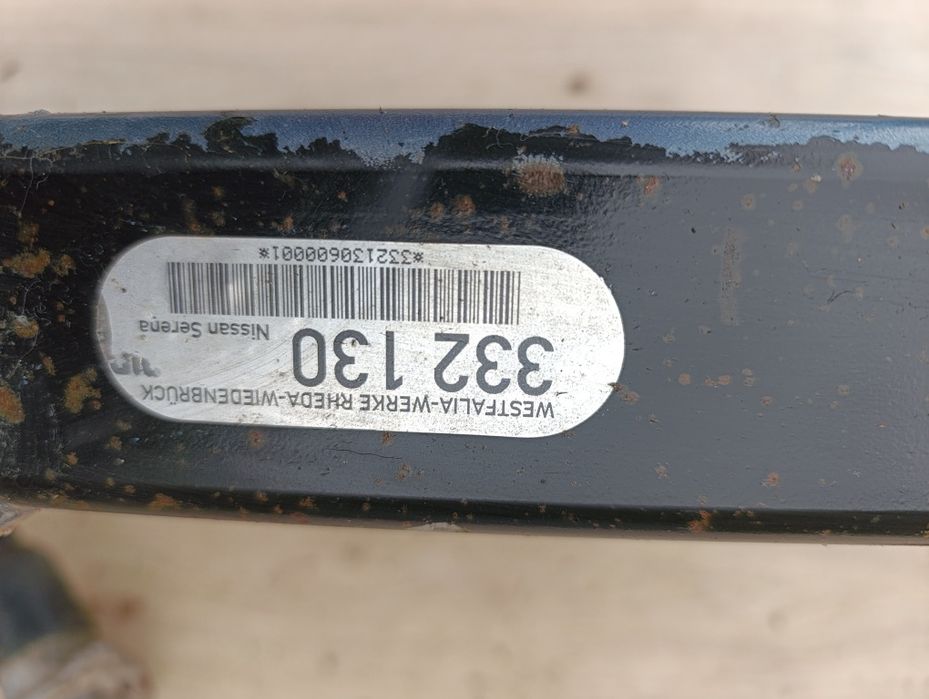 WESTFALIA-WERKE RHEDA-WIEDENBRÜCK
332 130
Nissan Serena
*332130600001*